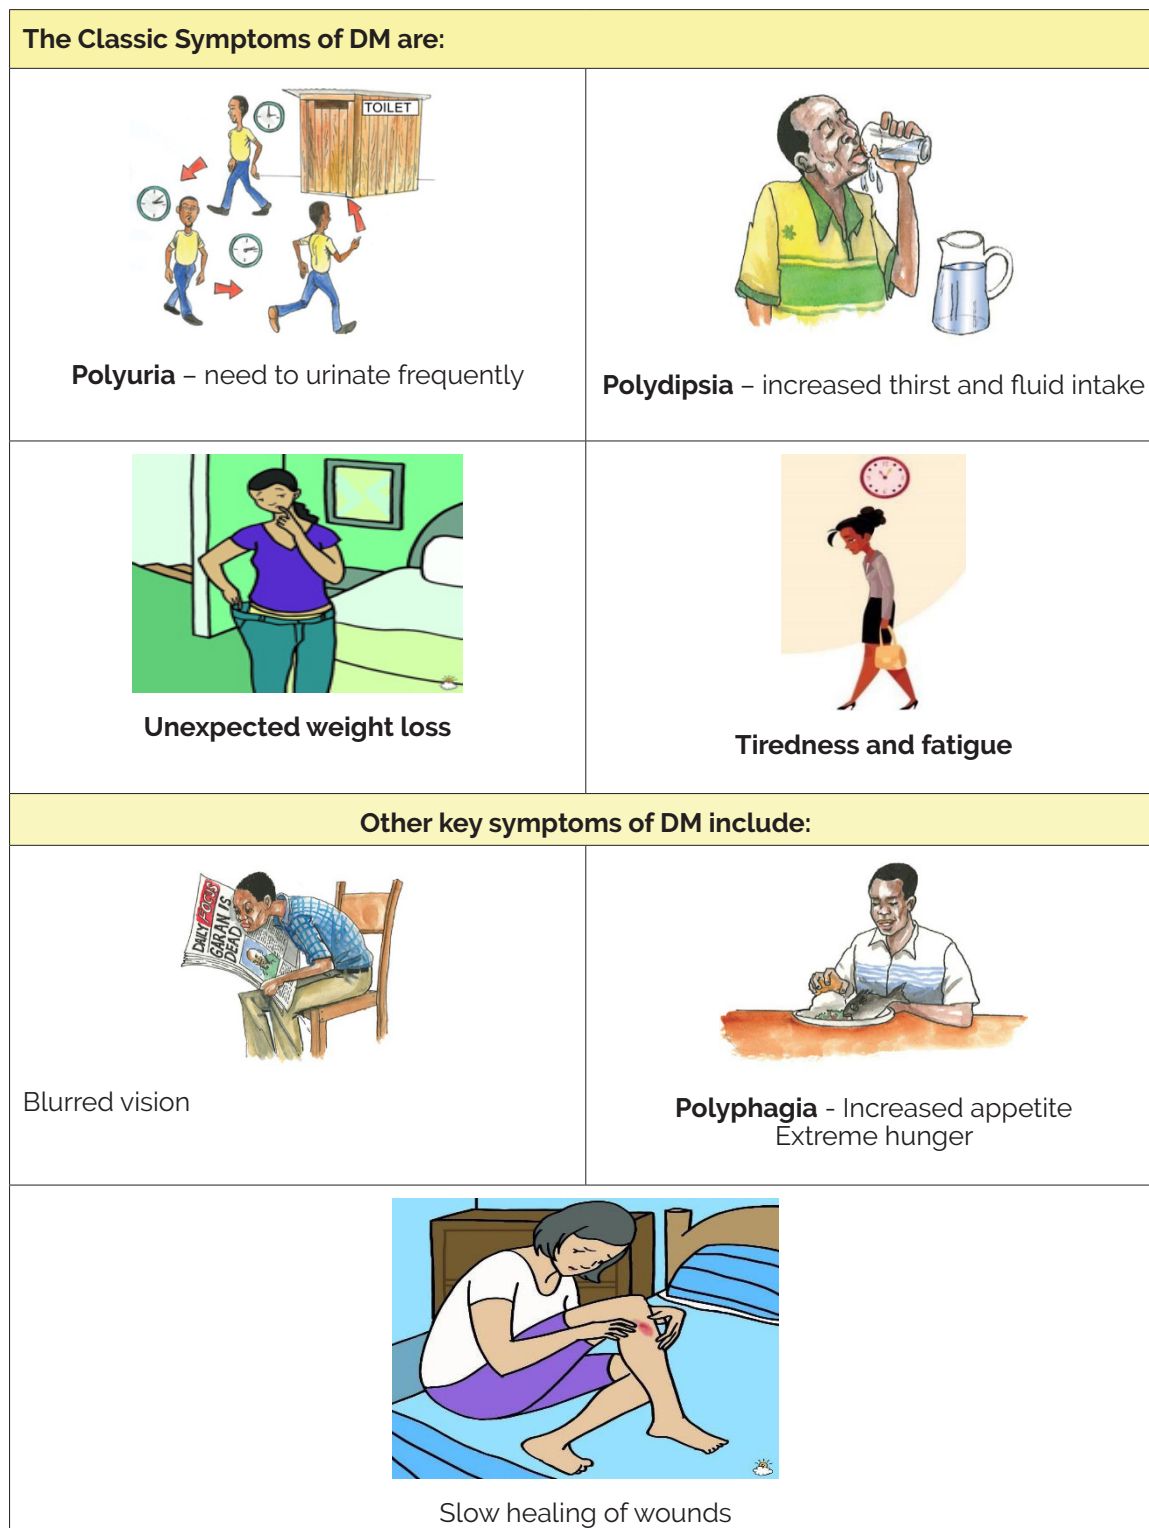 The Classic Symptoms of DM are:
TOILET
Polyuria – need to urinate frequently
Polydipsia – increased thirst and fluid intake
Unexpected weight loss
Tiredness and fatigue
Other key symptoms of DM include:
DAILY FOCUS
GARAN IS
DEAD
Blurred vision
Polyphagia - Increased appetite
Extreme hunger
Slow healing of wounds